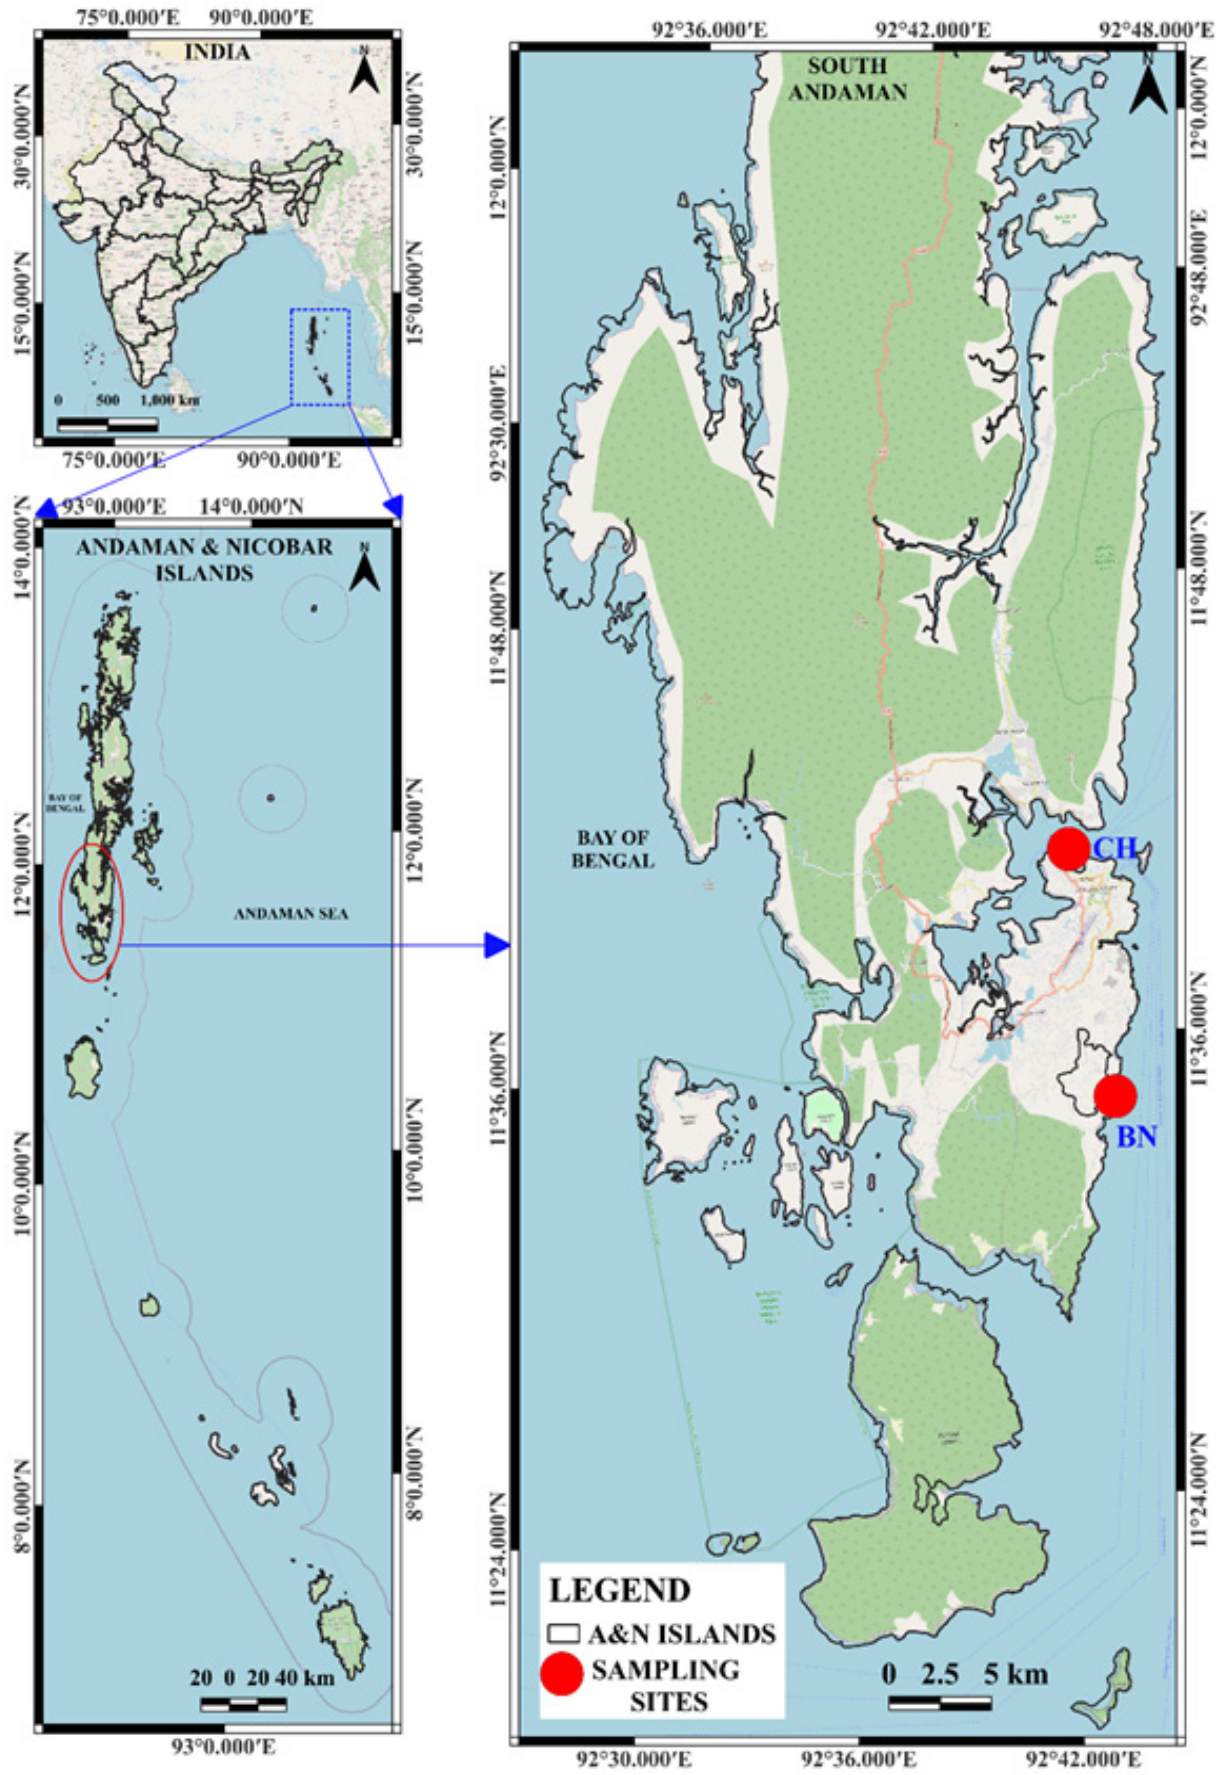 75°0.000'E 90°0.000'E
INDIA
N
30°0.000'N
30°0.000'N
15°0.000'N
15°0.000'N
0 500 1,000 km
75°0.000'E 90°0.000'E
93°0.000'E 14°0.000'N
14°0.000'N
ANDAMAN & NICOBAR
ISLANDS
N
BAY OF
BENGAL
12°0.000'N
12°0.000'N
ANDAMAN SEA
10°0.000'N
10°0.000'N
8°0.000'N
8°0.000'N
20 0 20 40 km
93°0.000'E
92°36.000'E 92°42.000'E 92°48.000'E
SOUTH
ANDAMAN
N
12°0.000'N
12°0.000'N
92°48.000'E
92°30.000'E
11°48.000'N
11°48.000'N
BAY OF
BENGAL
CH
11°36.000'N
11°36.000'N
BN
11°24.000'N
11°24.000'N
LEGEND
A&N ISLANDS
SAMPLING
SITES
0 2.5 5 km
92°30.000'E 92°36.000'E 92°42.000'E